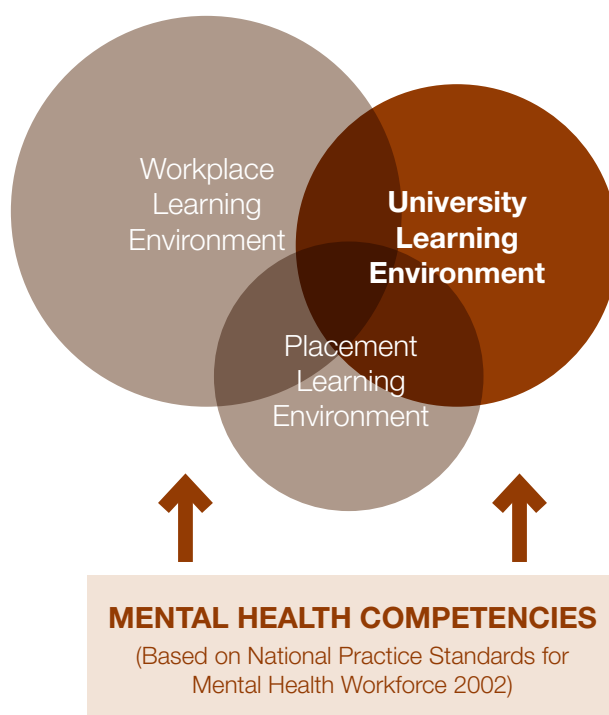 Workplace
Learning
Environment
University
Learning
Environment
Placement
Learning
Environment
MENTAL HEALTH COMPETENCIES
(Based on National Practice Standards for
Mental Health Workforce 2002)